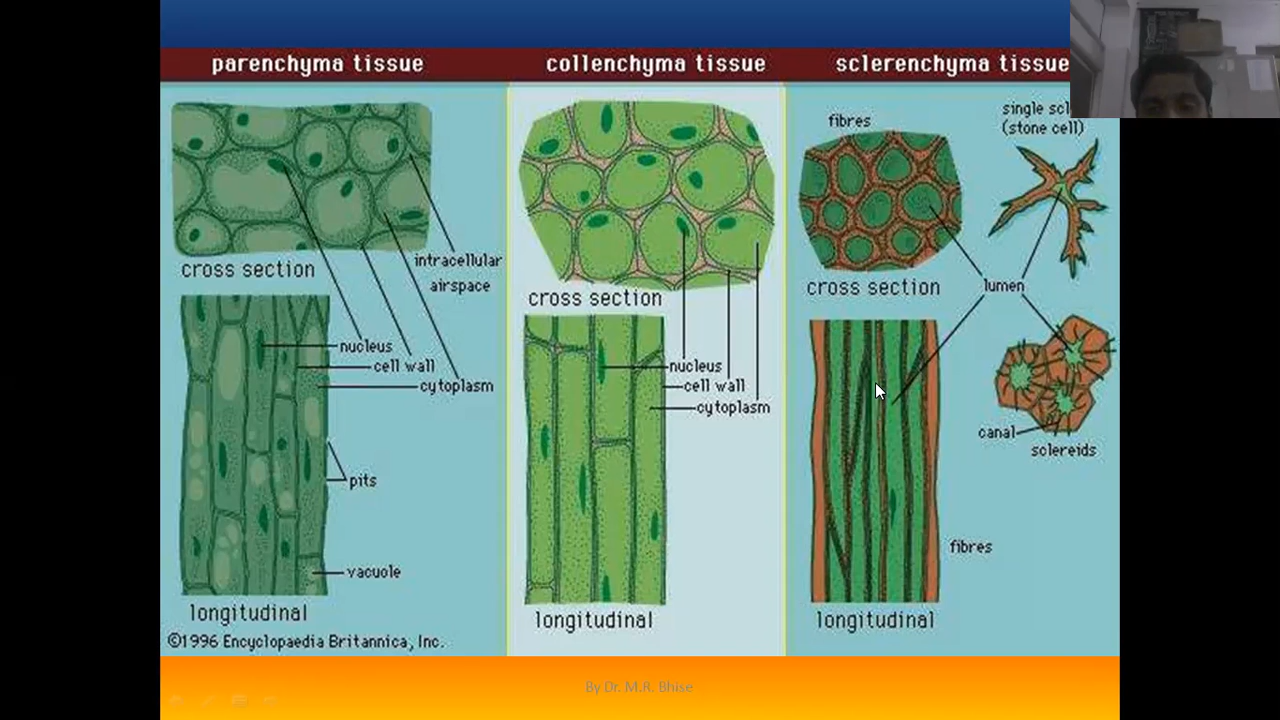 parenchyma tissue
collenchyma tissue
sclerenchyma tissue
cross section
intracellular
airspace
nucleus
cell wall
cytoplasm
pits
vacuole
longitudinal
©1996 Encyclopaedia Britannica, Inc.
cross section
nucleus
cell wall
cytoplasm
longitudinal
fibres
single
(stone cell)
cross section
lumen
canal
sclereids
fibres
longitudinal
By Dr. M.R. Bhise